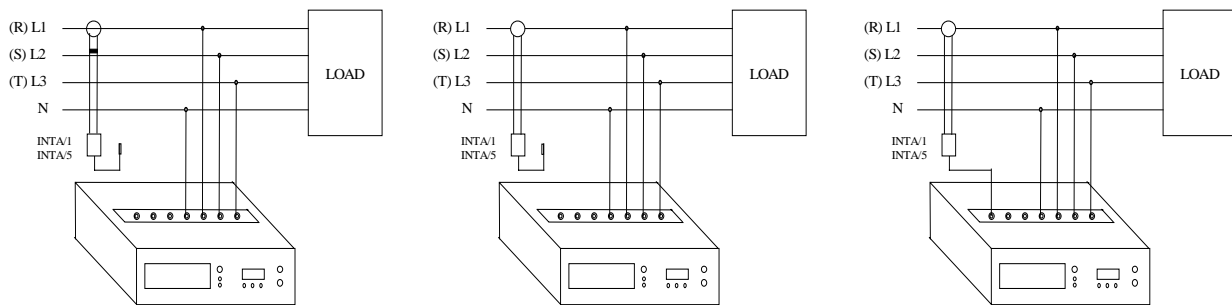 (R) L1
(S) L2
(T) L3
N
LOAD
INTA/1
INTA/5
(R) L1
(S) L2
(T) L3
N
LOAD
INTA/1
INTA/5
(R) L1
(S) L2
(T) L3
N
LOAD
INTA/1
INTA/5